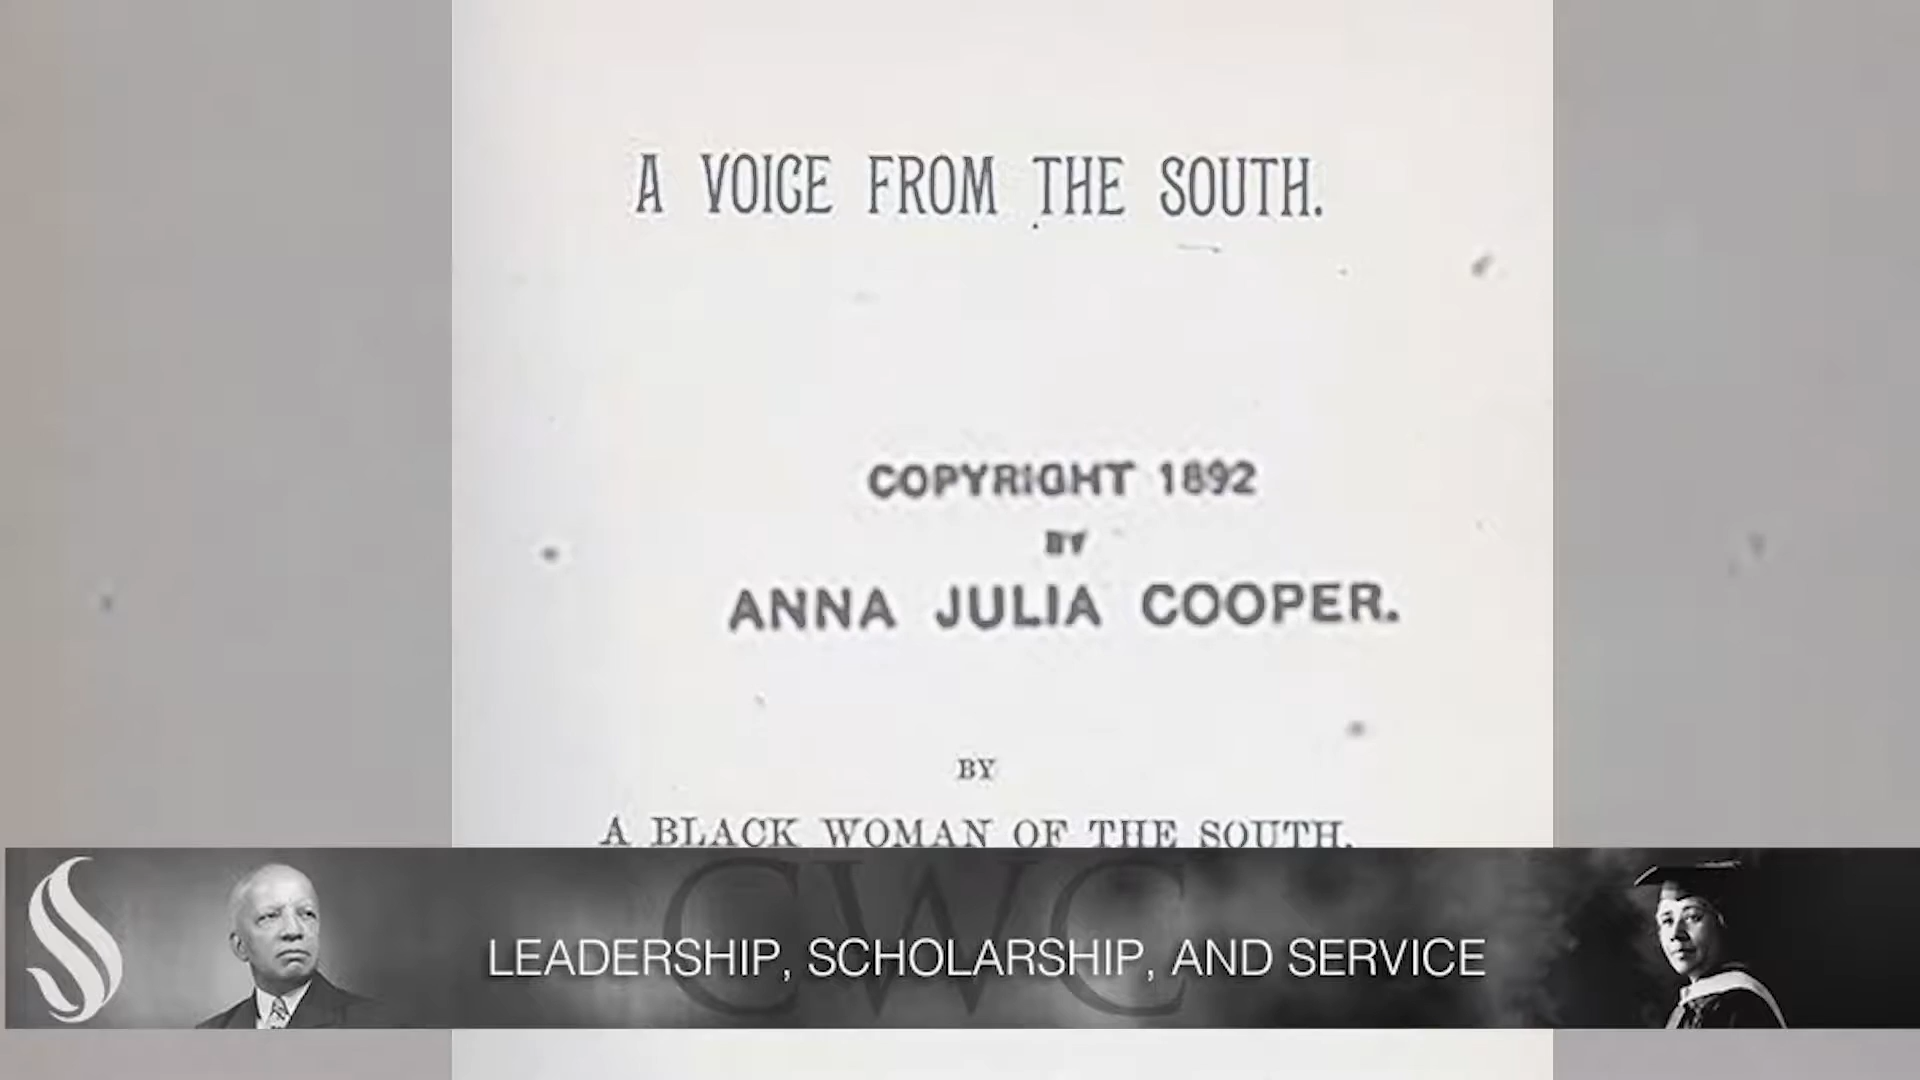 A VOICE FROM THE SOUTH.
COPYRIGHT 1892
BY
ANNA JULIA COOPER.
BY
A BLACK WOMAN OF THE SOUTH.
CWC
LEADERSHIP, SCHOLARSHIP, AND SERVICE